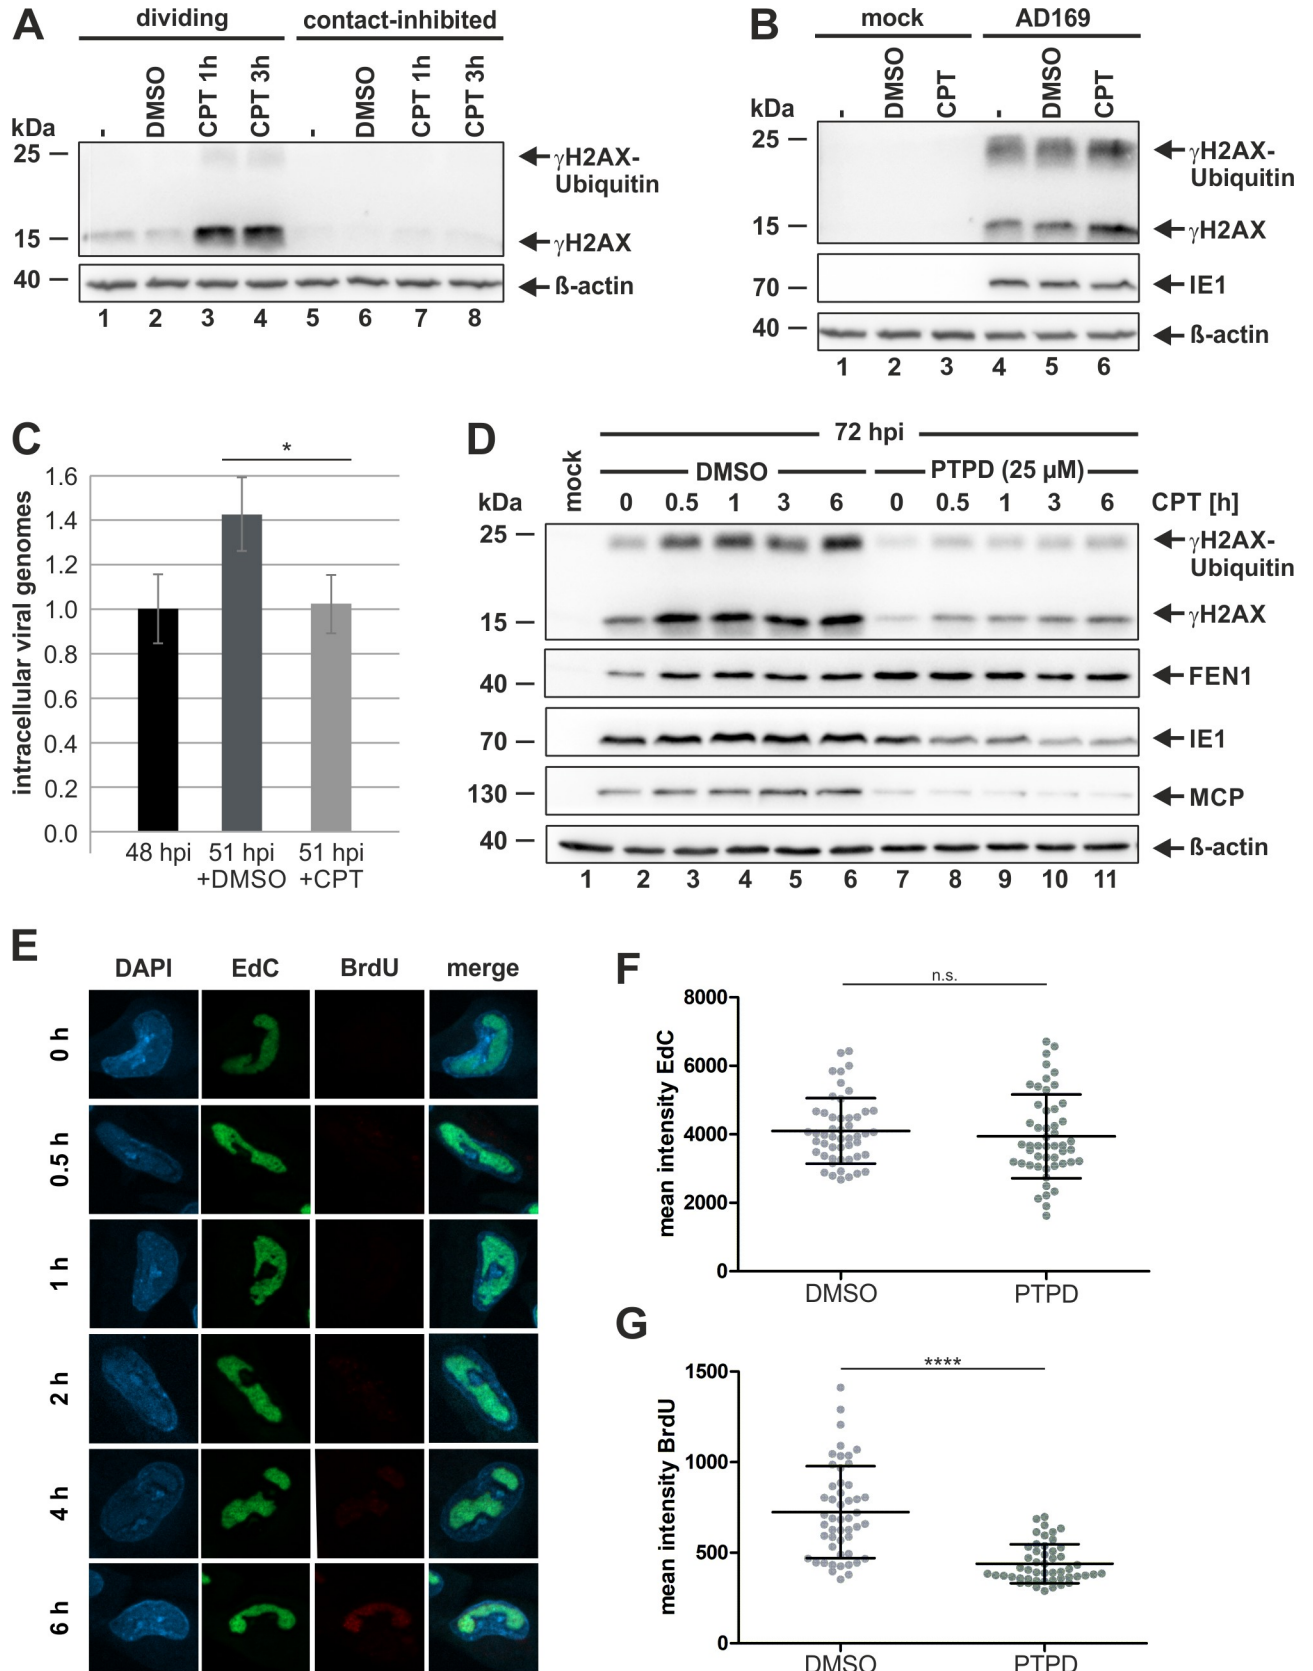 A
dividing
contact-inhibited
kDa
-
DMSO
CPT 1h
CPT 3h
-
DMSO
CPT 1h
CPT 3h
25
γH2AX-
Ubiquitin
15
γH2AX
40
ß-actin
1 2 3 4 5 6 7 8
B
mock
AD169
kDa
-
DMSO
CPT
-
DMSO
CPT
25
γH2AX-
Ubiquitin
15
γH2AX
70
IE1
40
ß-actin
1 2 3 4 5 6
C
intracellular viral genomes
*
1.6
1.4
1.2
1.0
0.8
0.6
0.4
0.2
0.0
48 hpi
51 hpi
+DMSO
51 hpi
+CPT
D
72 hpi
mock
DMSO
PTPD (25 µM)
kDa
0 0.5 1 3 6 0 0.5 1 3 6 CPT [h]
25
γH2AX-
Ubiquitin
15
γH2AX
40
FEN1
70
IE1
130
MCP
40
ß-actin
1 2 3 4 5 6 7 8 9 10 11
E
DAPI EdC BrdU merge
0 h
0.5 h
1 h
2 h
4 h
6 h
F
n.s.
mean intensity EdC
8000
6000
4000
2000
0
DMSO PTPD
G
****
mean intensity BrdU
1500
1000
500
0
DMSO PTPD